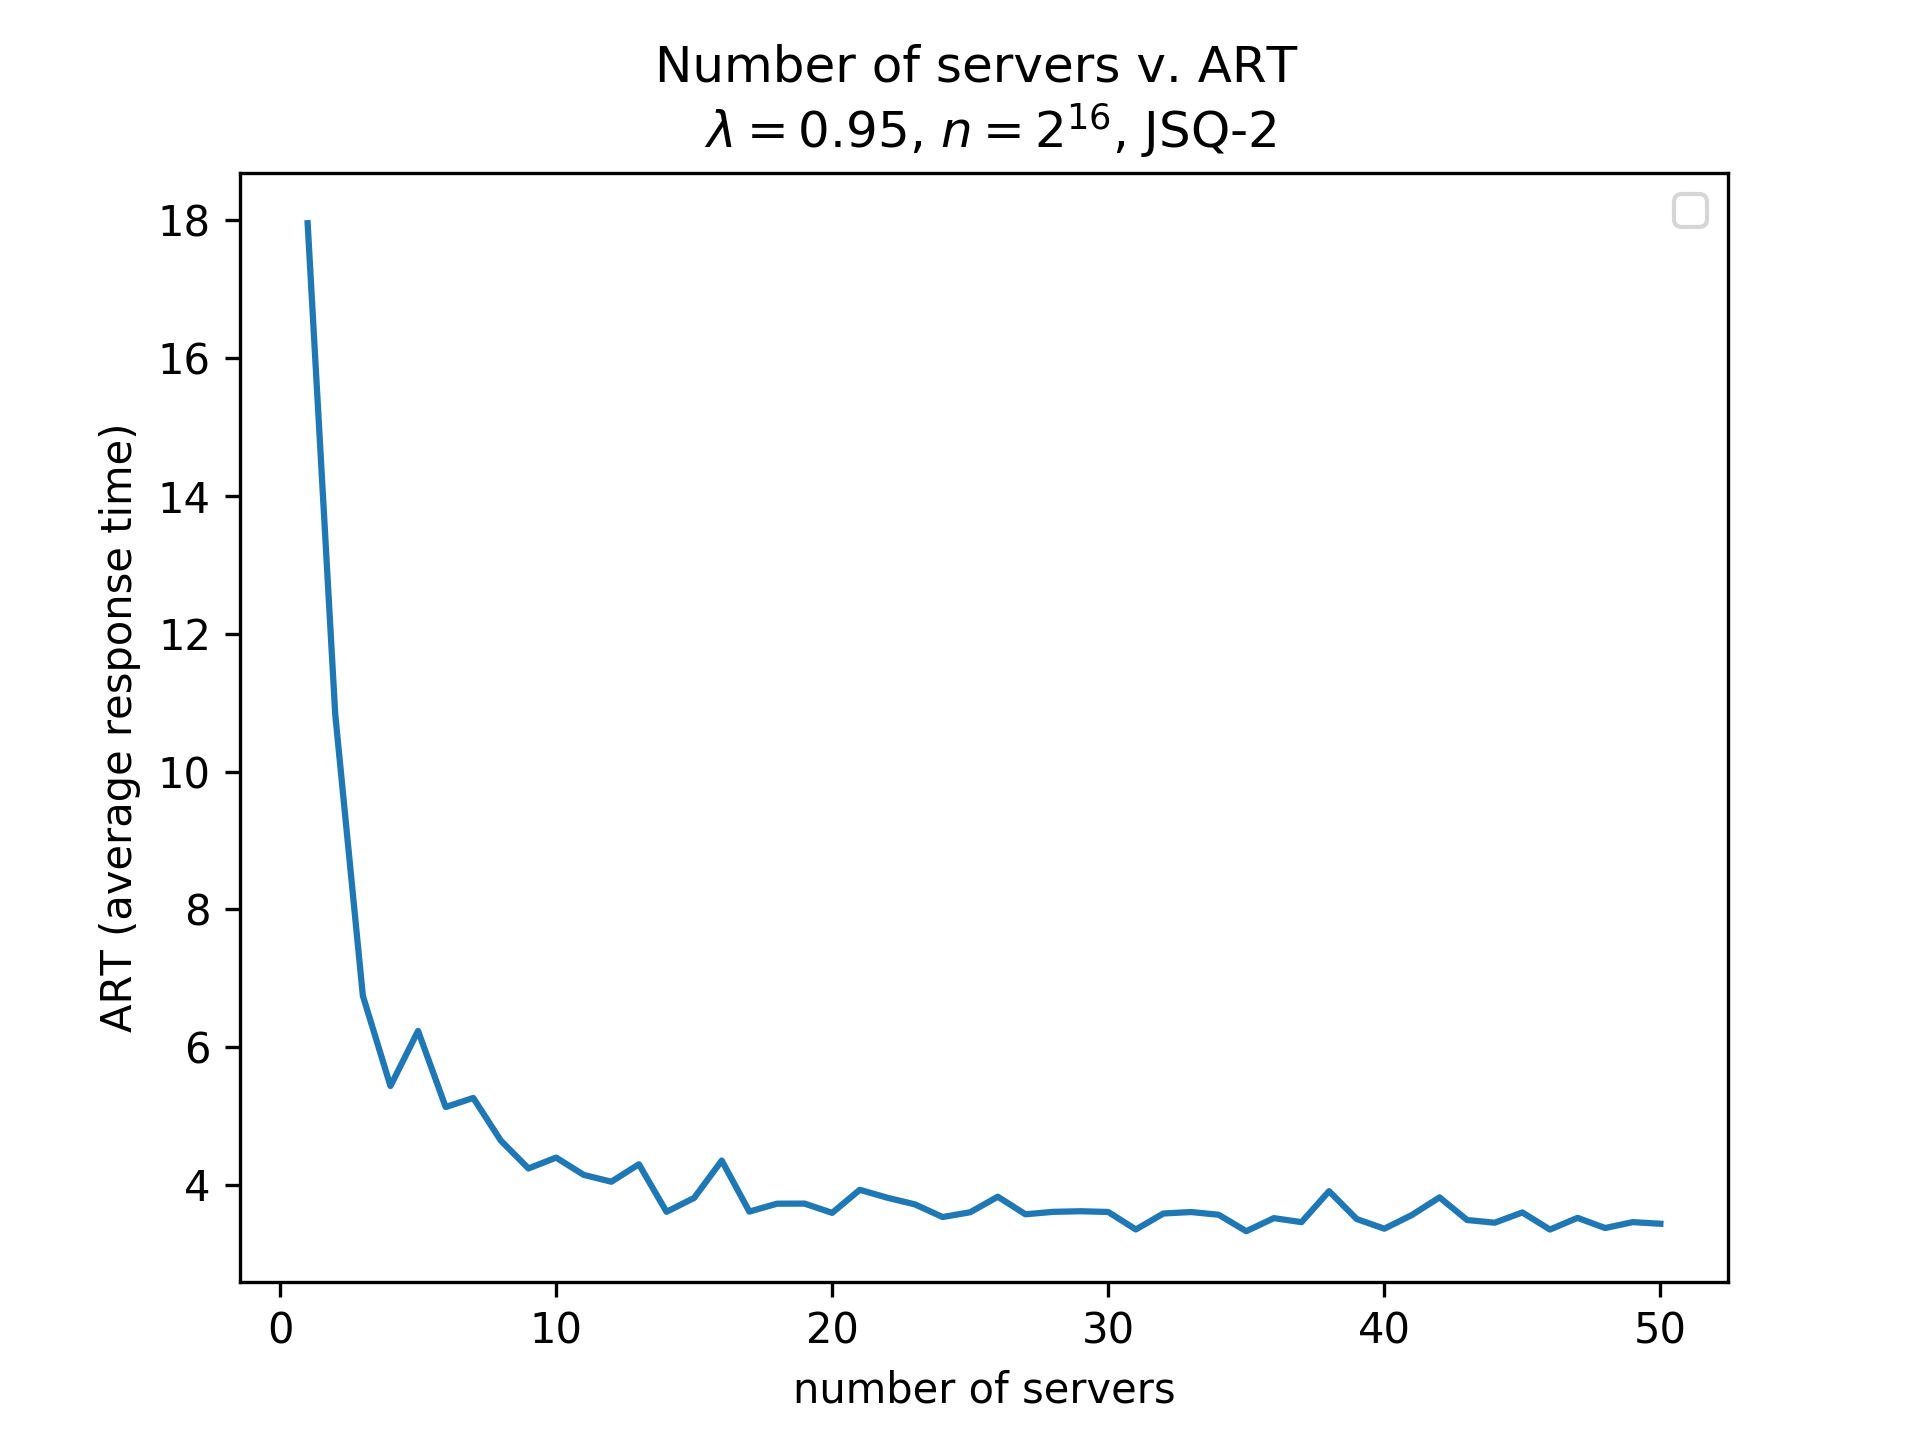 Number of servers v. ART
λ = 0.95, n = 2^16, JSQ-2
18
16
14
12
10
8
6
4
ART (average response time)
0 10 20 30 40 50
number of servers